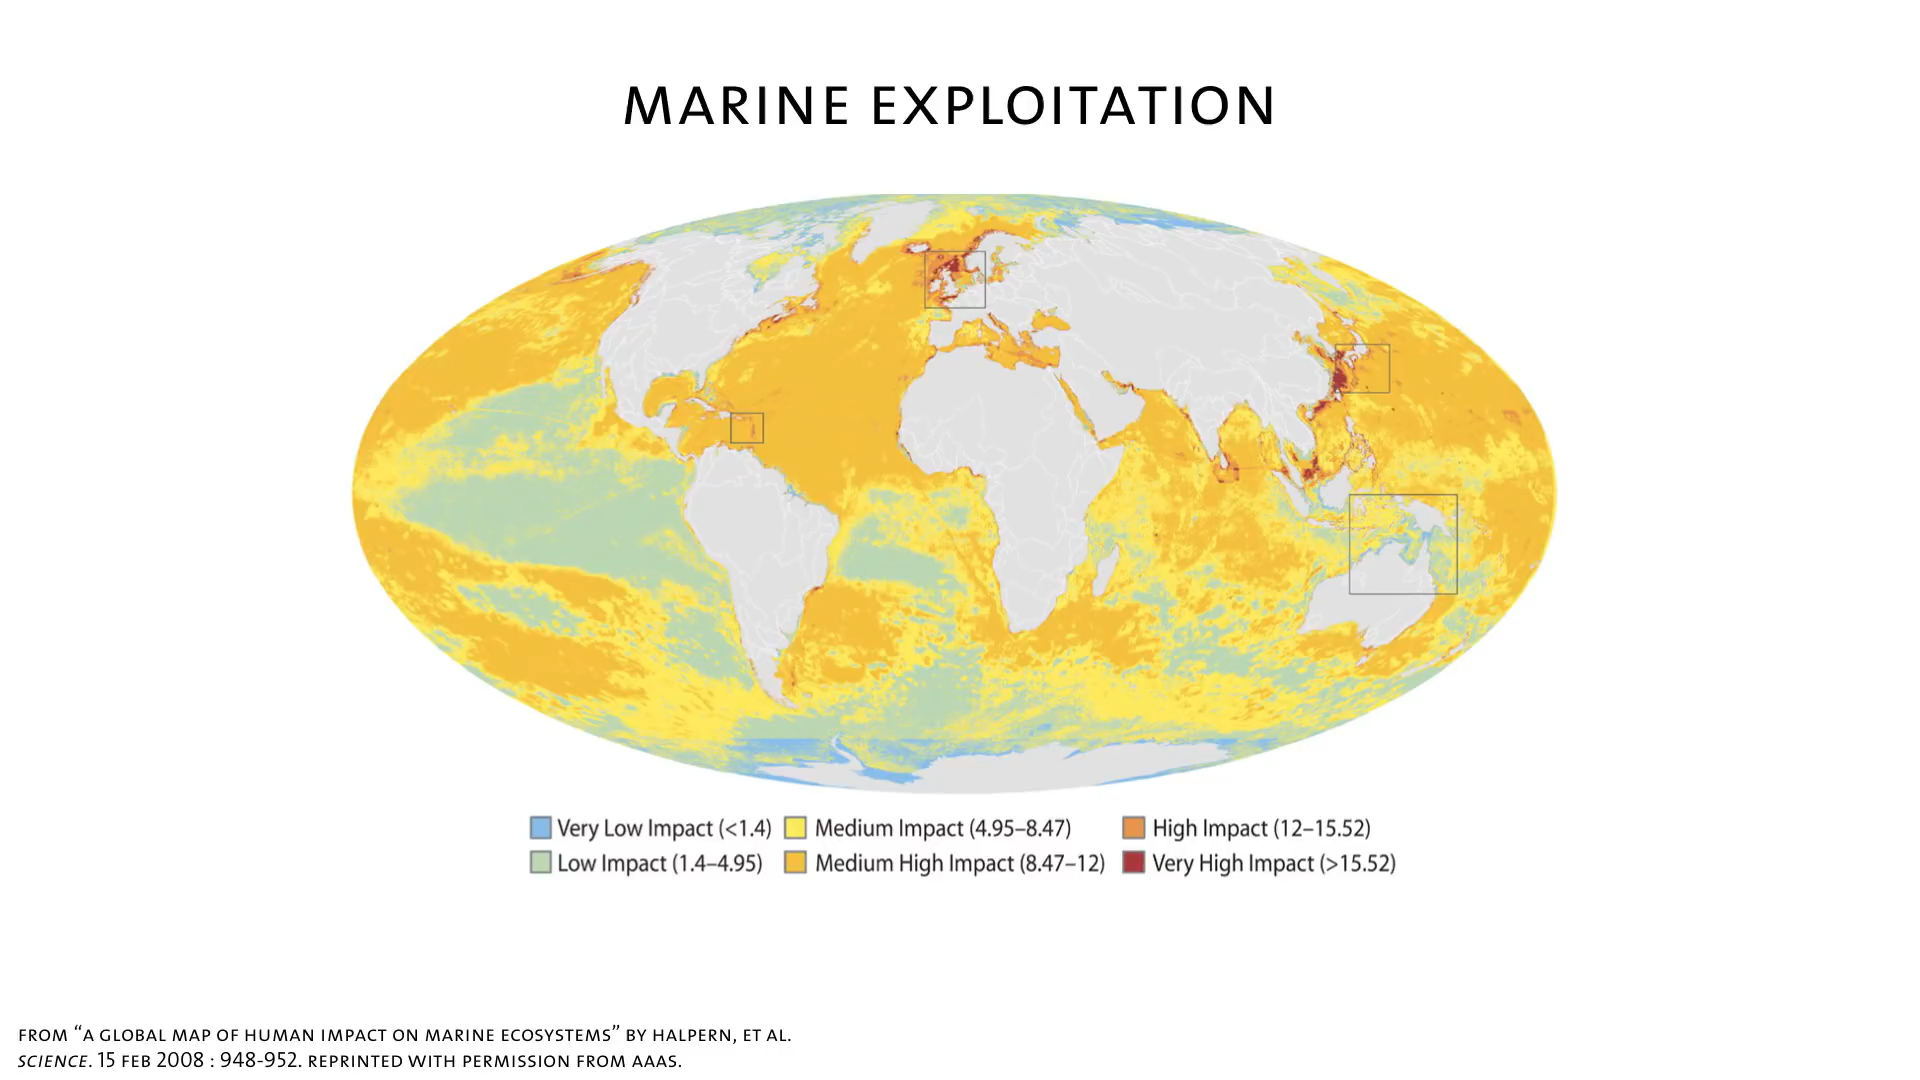 MARINE EXPLOITATION
Very Low Impact (<1.4)
Medium Impact (4.95–8.47)
High Impact (12–15.52)
Low Impact (1.4–4.95)
Medium High Impact (8.47–12)
Very High Impact (>15.52)
FROM “A GLOBAL MAP OF HUMAN IMPACT ON MARINE ECOSYSTEMS” BY HALPERN, ET AL.
SCIENCE. 15 FEB 2008 : 948-952. REPRINTED WITH PERMISSION FROM AAAS.